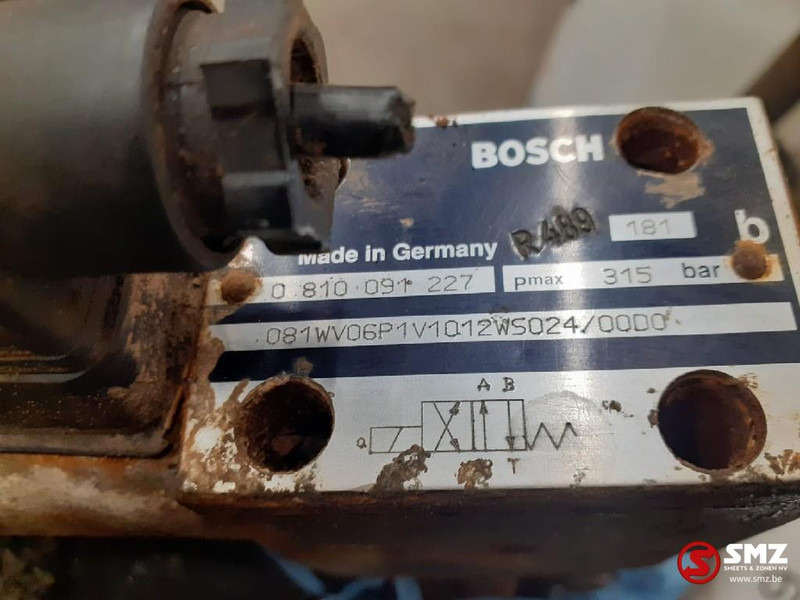 BOSCH
R489 181 b
Made in Germany
0 810 091 227 pmax 315 bar
081WV06P1V1012WS024/00D0
A B
a
T
SMZ
SHEETS & ZONEN NV
www.smz.be